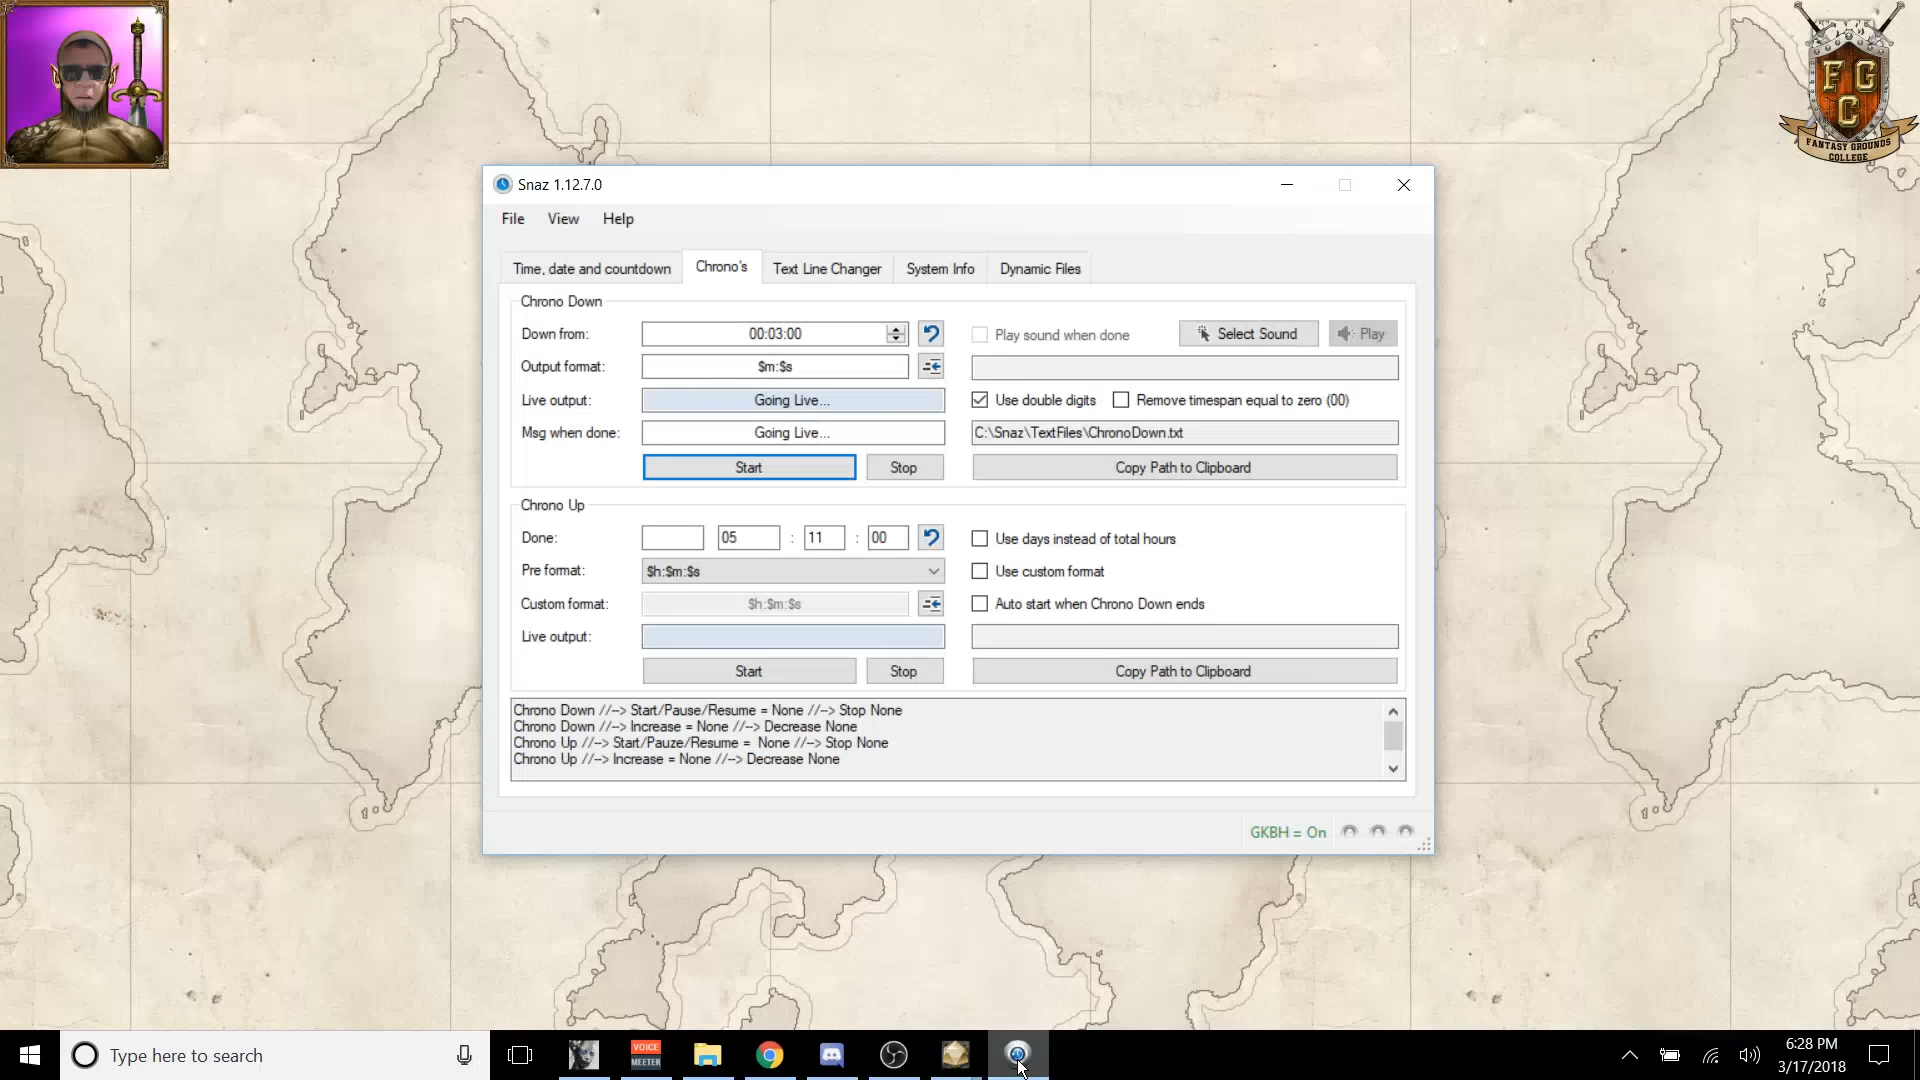 FG
C
FANTASY GROUNDS
COLLEGE
Snaz 1.12.7.0
File View Help
Time, date and countdown Chrono's Text Line Changer System Info Dynamic Files
Chrono Down
Down from: 00:03:00 Play sound when done Select Sound Play
Output format: $m:$s
Live output: Going Live... Use double digits Remove timespan equal to zero (00)
Msg when done: Going Live... C:\Snaz\TextFiles\ChronoDown.txt
Start Stop Copy Path to Clipboard
Chrono Up
Done: 05 : 11 : 00 Use days instead of total hours
Pre format: $h:$m:$s Use custom format
Custom format: $h:$m:$s Auto start when Chrono Down ends
Live output:
Start Stop Copy Path to Clipboard
Chrono Down //--> Start/Pause/Resume = None //--> Stop None
Chrono Down //--> Increase = None //--> Decrease None
Chrono Up //--> Start/Pauze/Resume = None //--> Stop None
Chrono Up //--> Increase = None //--> Decrease None
GKBH = On
Type here to search
VOICE
MEETER
6:28 PM
3/17/2018